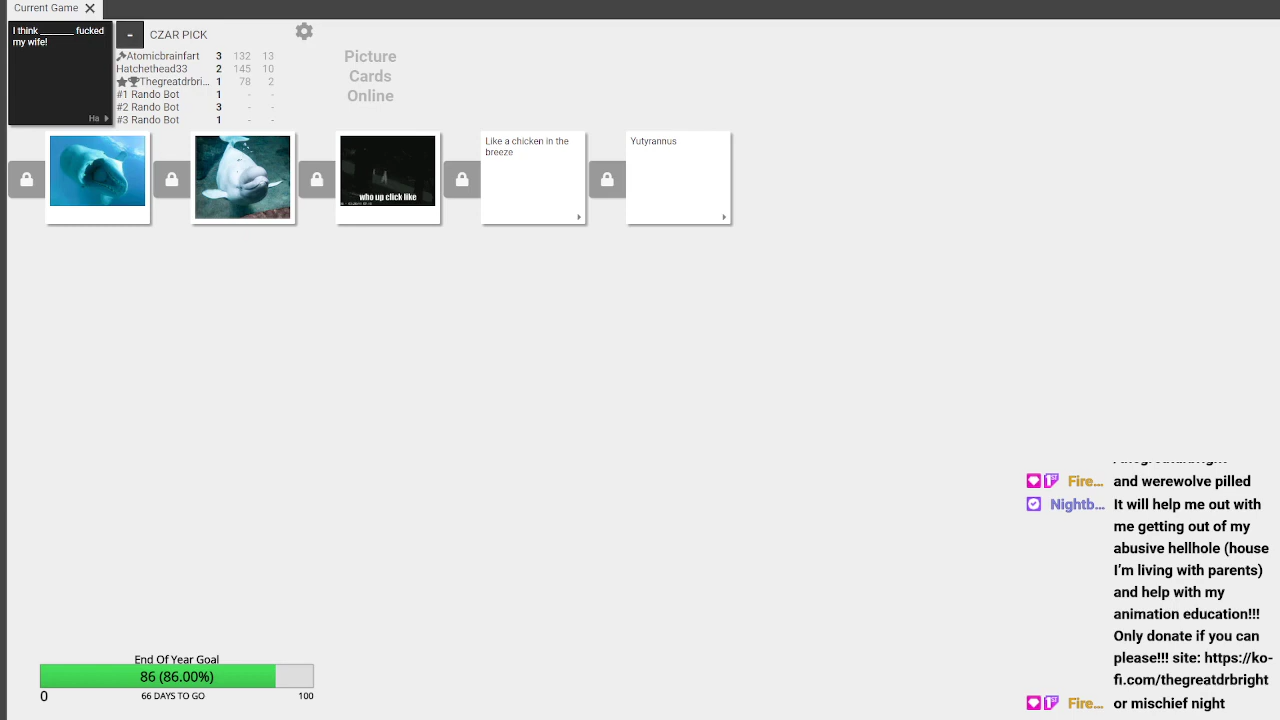 Current Game
I think ______ fucked
my wife!
Ha
-
CZAR PICK
Atomicbrainfart 3 132 13
Hatchethead33 2 145 10
Thegreatdrbri... 1 78 2
#1 Rando Bot 1 - -
#2 Rando Bot 3 - -
#3 Rando Bot 1 - -
Picture
Cards
Online
who up click like
Like a chicken in the
breeze
Yutyrannus
Fire... and werewolve pilled
Nightb... It will help me out with
me getting out of my
abusive hellhole (house
I'm living with parents)
and help with my
animation education!!!
Only donate if you can
please!!! site: https://ko-
fi.com/thegreatdrbright
Fire... or mischief night
End Of Year Goal
86 (86.00%)
0 66 DAYS TO GO 100